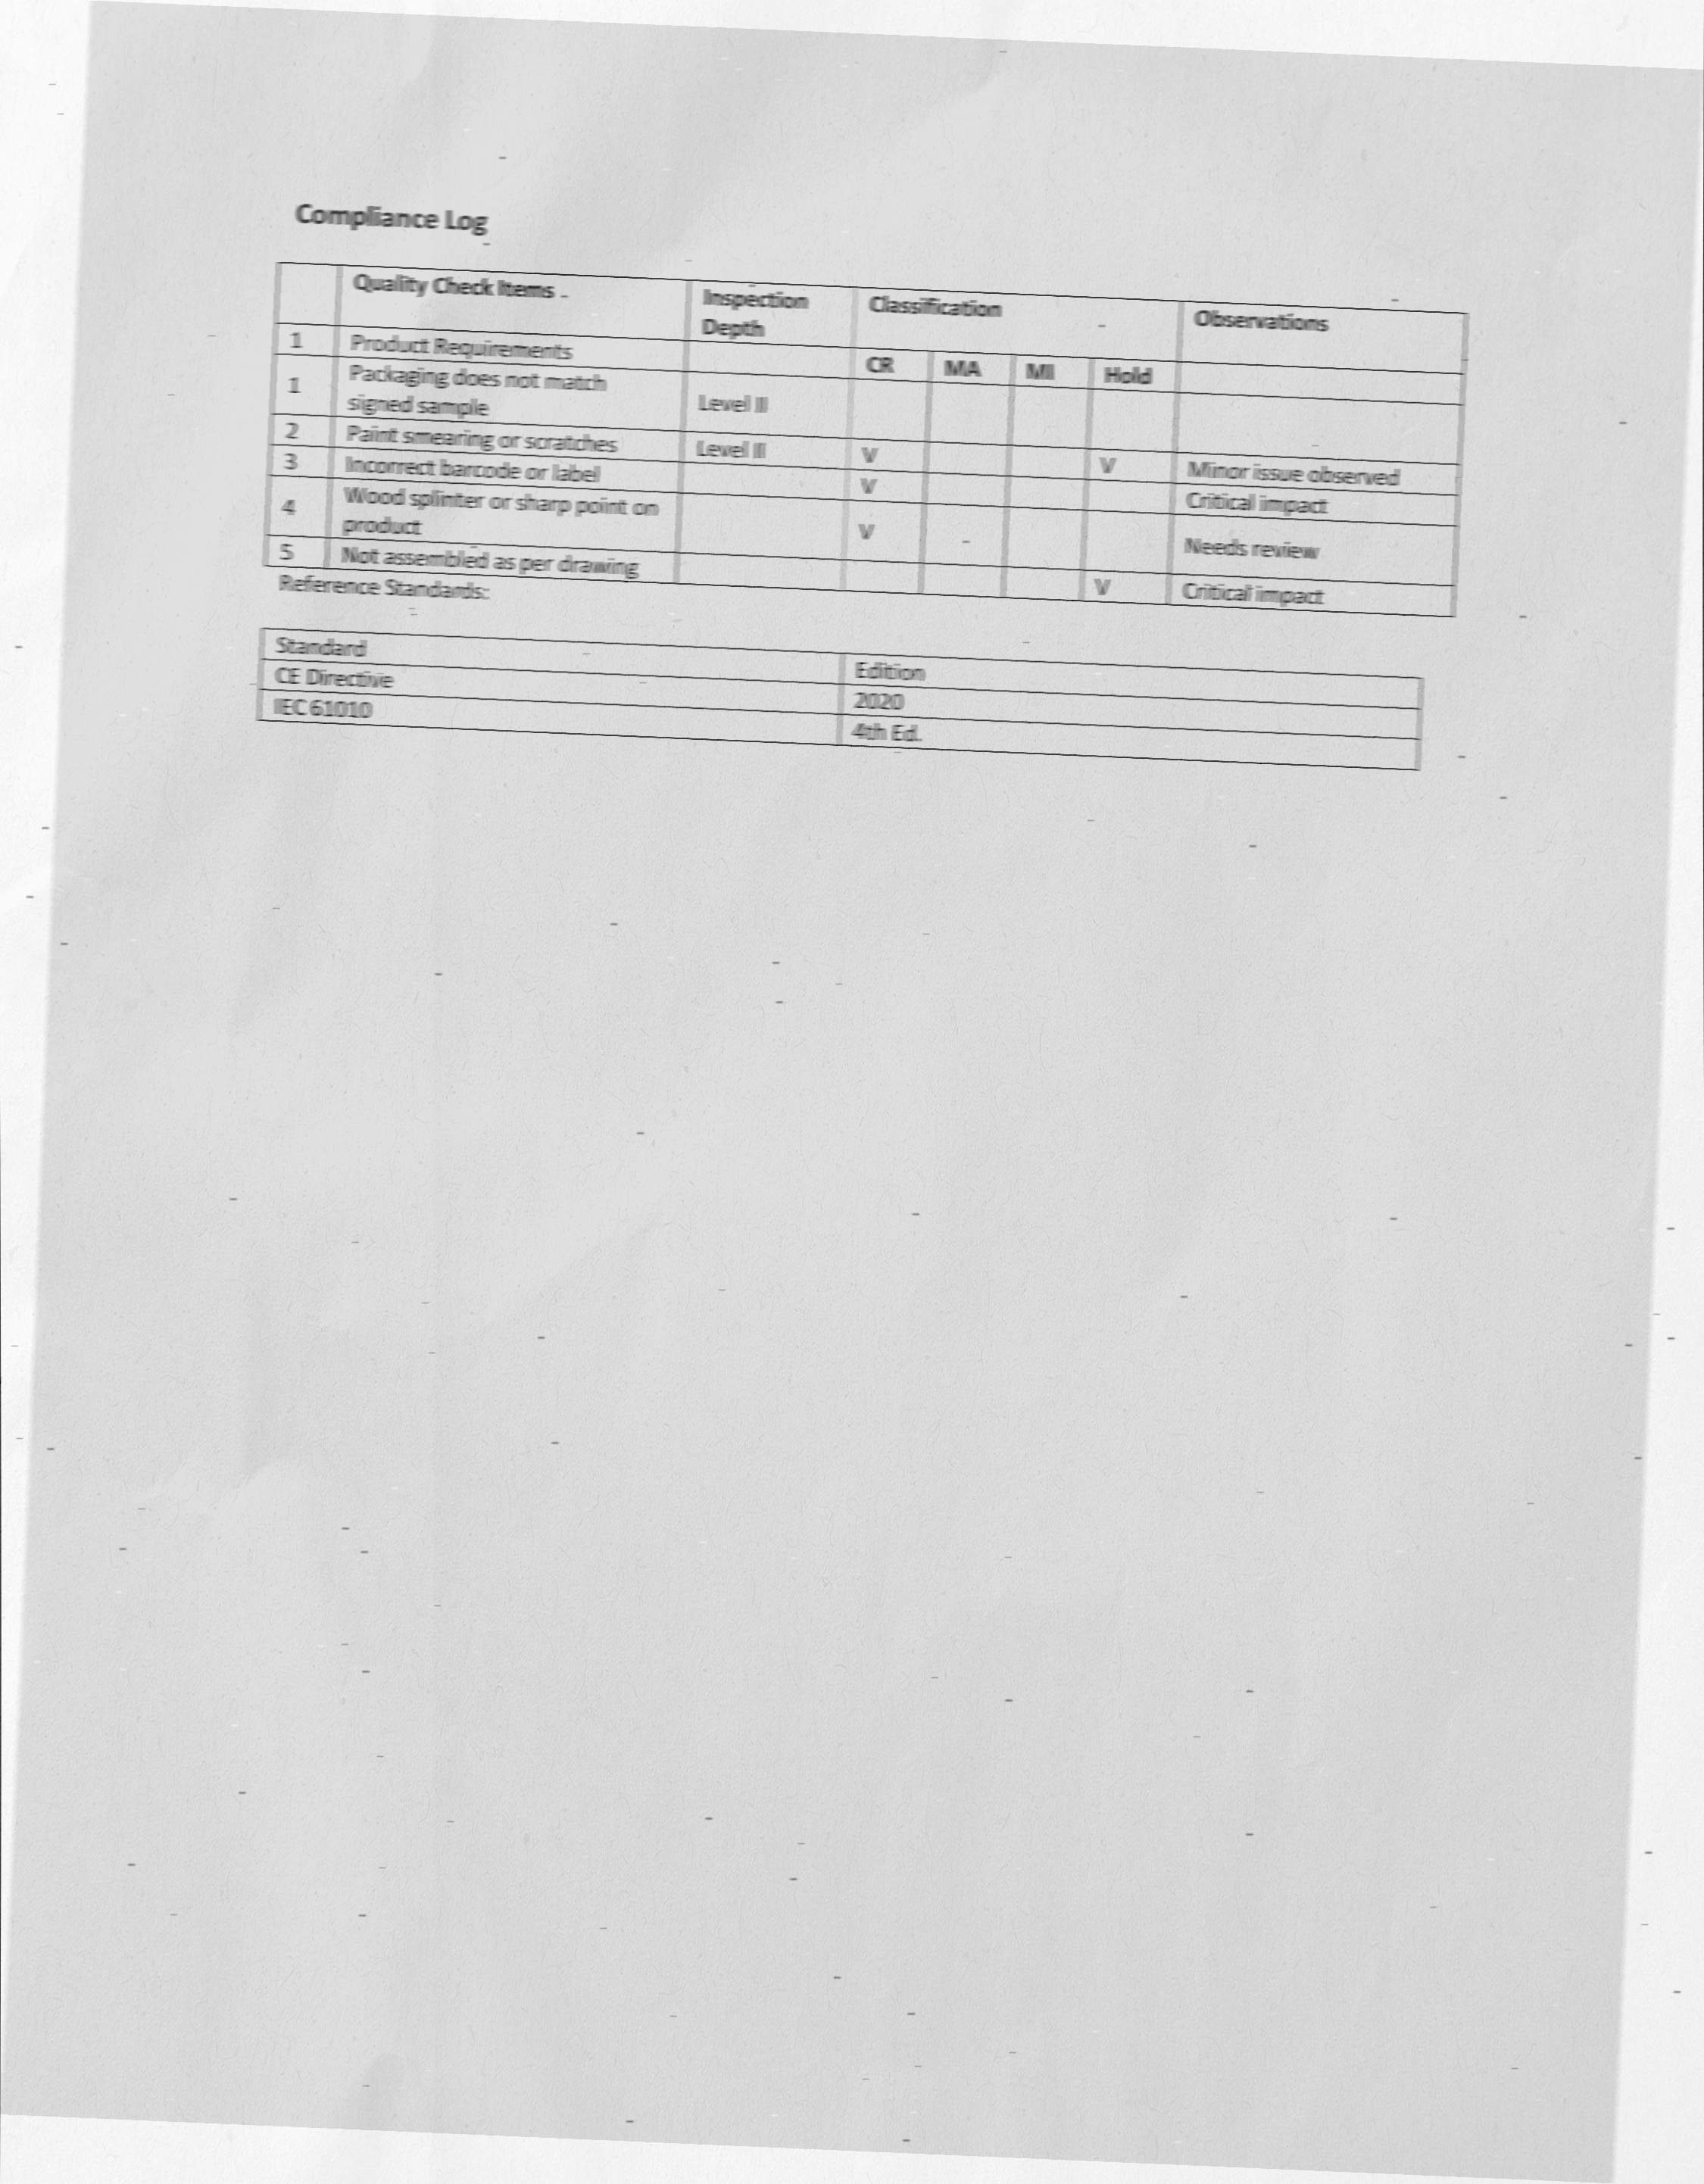 Compliance Log
Quality Check Items
Inspection
Depth
Classification
Observations
1 Product Requirements CR MA MI Hold
1 Packaging does not match
signed sample
Level II
2 Paint smearing or scratches Level II V V Minor issue observed
3 Incorrect barcode or label V Critical impact
4 Wood splinter or sharp point on
product
V Needs review
5 Not assembled as per drawing V Critical impact
Reference Standards:
Standard Edition
CE Directive 2020
IEC 61010 4th Ed.